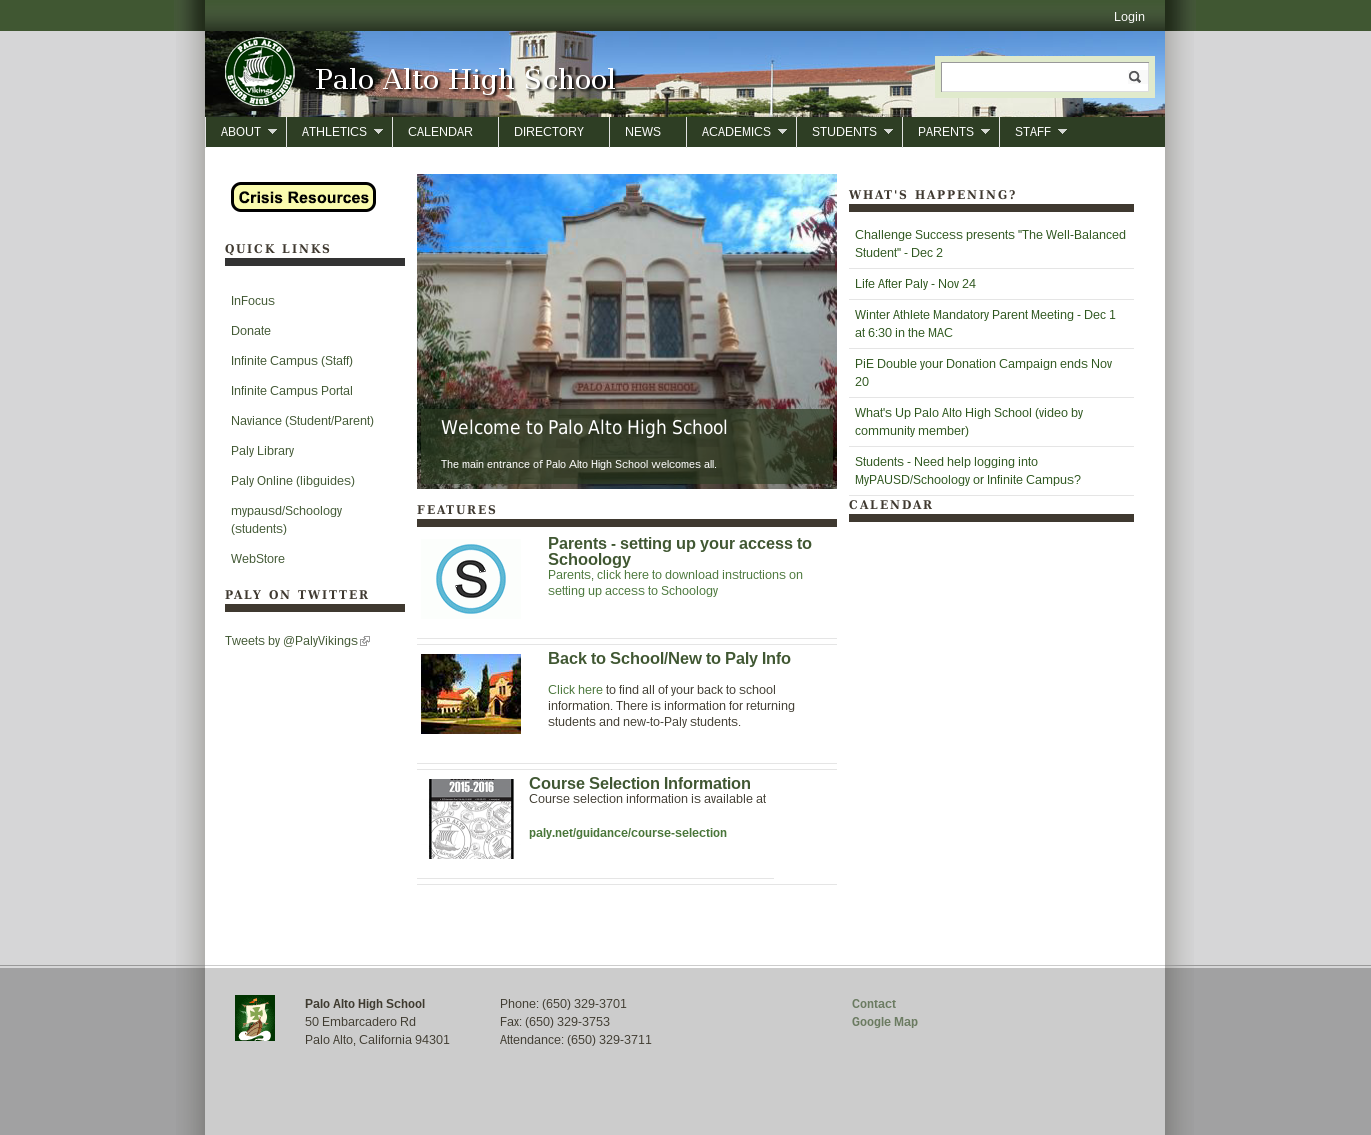 Login
PALO ALTO
SENIOR HIGH SCHOOL
Vikings
Palo Alto High School
ABOUT
ATHLETICS
CALENDAR
DIRECTORY
NEWS
ACADEMICS
STUDENTS
PARENTS
STAFF
Crisis Resources
QUICK LINKS
InFocus
Donate
Infinite Campus (Staff)
Infinite Campus Portal
Naviance (Student/Parent)
Paly Library
Paly Online (libguides)
mypausd/Schoology
(students)
WebStore
PALY ON TWITTER
Tweets by @PalyVikings
PALO ALTO HIGH SCHOOL
Welcome to Palo Alto High School
The main entrance of Palo Alto High School welcomes all.
FEATURES
S
Parents - setting up your access to
Schoology
Parents, click here to download instructions on
setting up access to Schoology
Back to School/New to Paly Info
Click here to find all of your back to school
information. There is information for returning
students and new-to-Paly students.
2015-2016
Course Selection Information
Course selection information is available at
paly.net/guidance/course-selection
WHAT'S HAPPENING?
Challenge Success presents "The Well-Balanced
Student" - Dec 2
Life After Paly - Nov 24
Winter Athlete Mandatory Parent Meeting - Dec 1
at 6:30 in the MAC
PiE Double your Donation Campaign ends Nov
20
What's Up Palo Alto High School (video by
community member)
Students - Need help logging into
MyPAUSD/Schoology or Infinite Campus?
CALENDAR
Palo Alto High School
50 Embarcadero Rd
Palo Alto, California 94301
Phone: (650) 329-3701
Fax: (650) 329-3753
Attendance: (650) 329-3711
Contact
Google Map